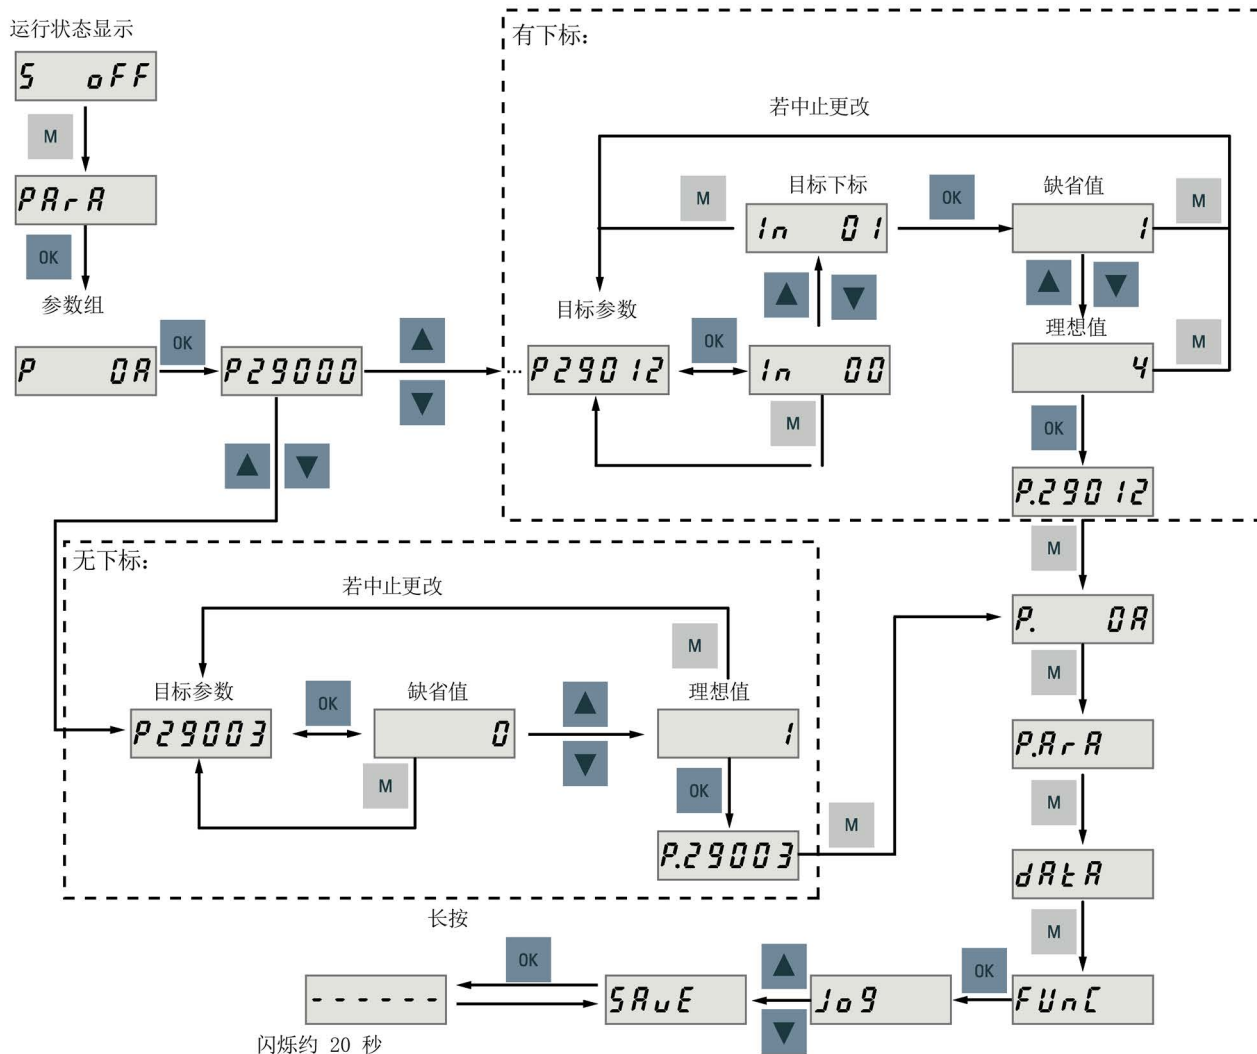 运行状态显示
S oFF
M
PArA
OK
参数组
P 0A
OK
P29000
有下标:
若中止更改
M
目标下标
In 01
OK
缺省值
1
M
目标参数
...P29012
OK
In 00
M
理想值
4
M
OK
P.29012
M
无下标:
若中止更改
M
目标参数
P29003
OK
缺省值
0
M
理想值
1
OK
P.29003
M
P. 0A
M
P.ArA
M
dAtA
M
FUnC
OK
Jog
SAvE
长按
OK
------
闪烁约 20 秒